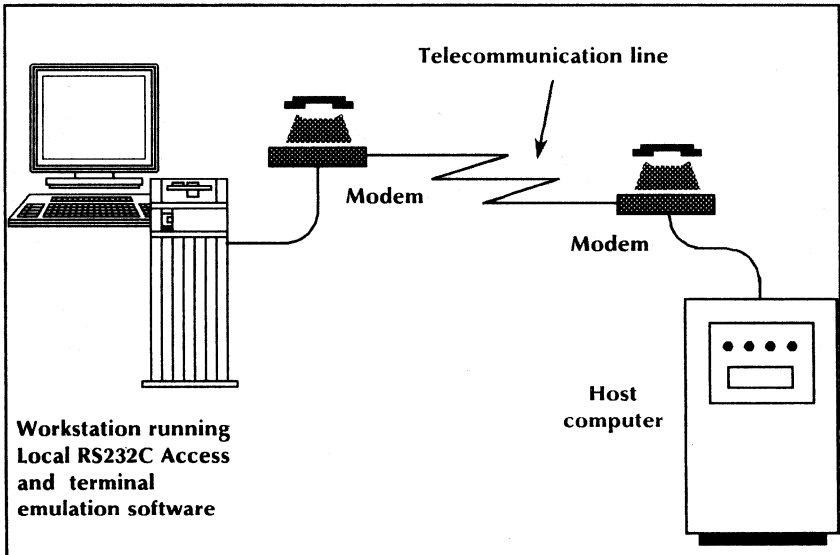 Telecommunication line
Modem
Modem
Host
computer
Workstation running
Local RS232C Access
and terminal
emulation software